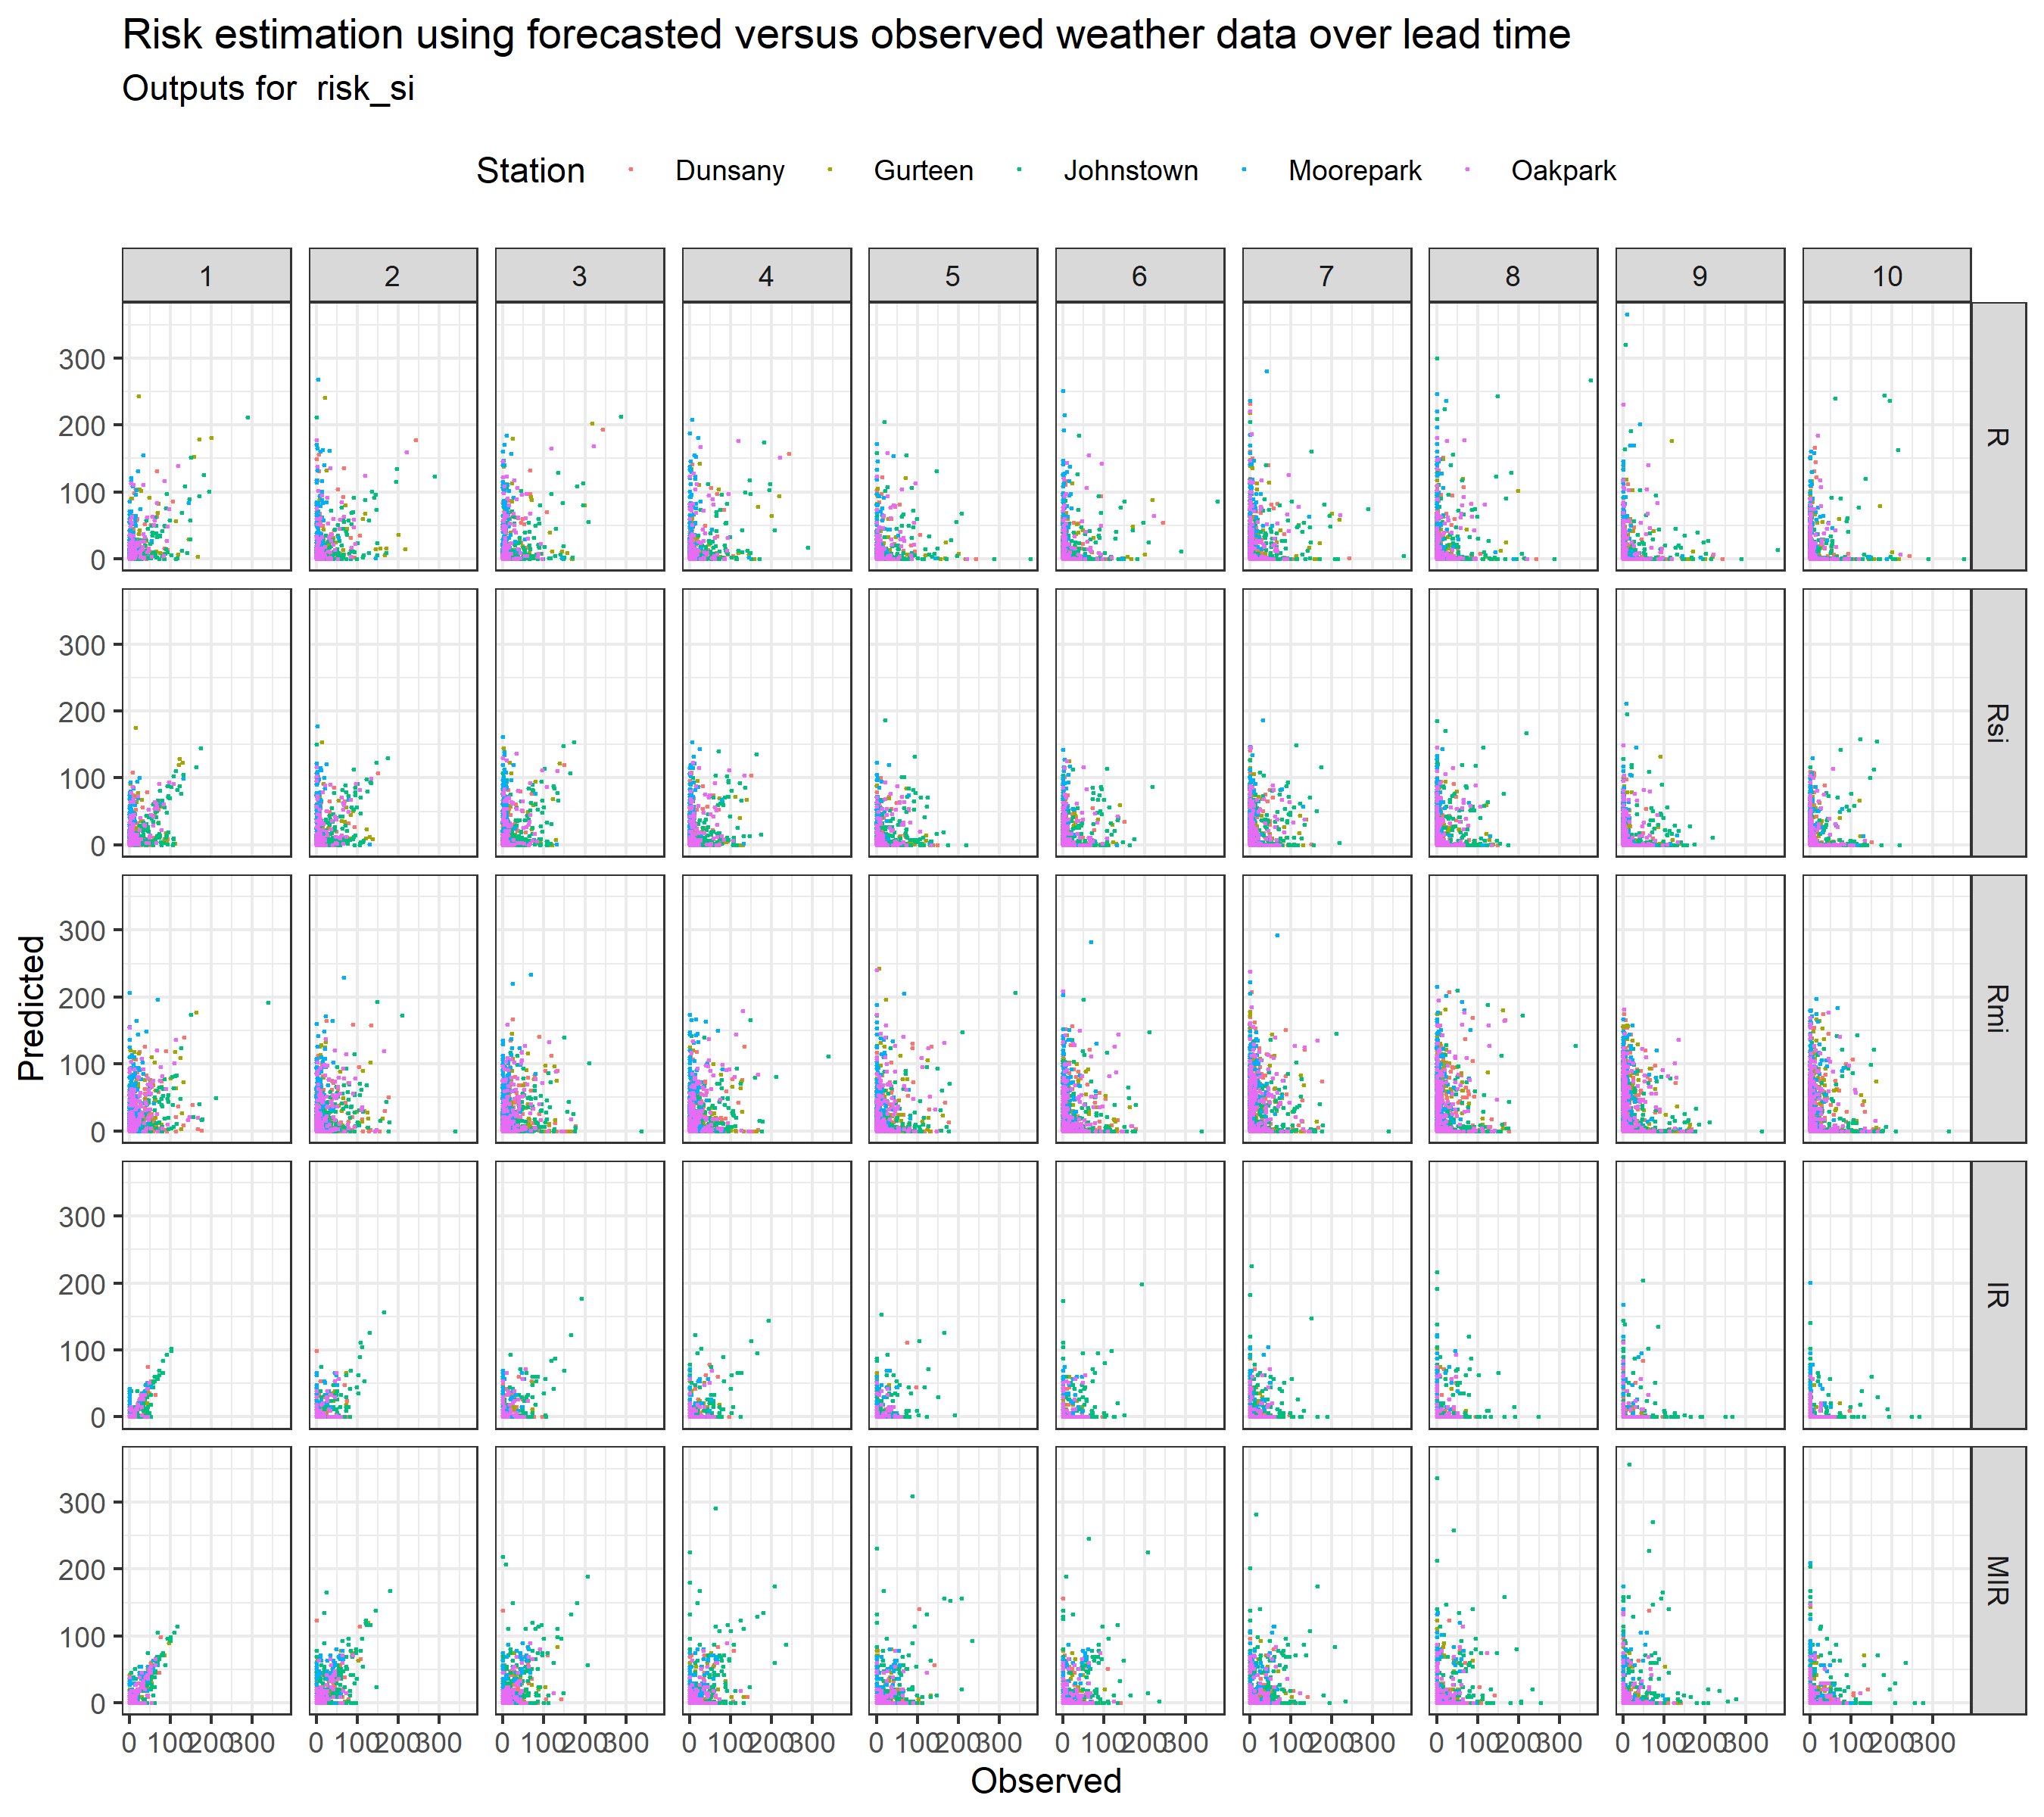 Risk estimation using forecasted versus observed weather data over lead time
Outputs for  risk_si
Station Dunsany Gurteen Johnstown Moorepark Oakpark
1 2 3 4 5 6 7 8 9 10
300
200
100
0
R
300
200
100
0
Rsi
Predicted
300
200
100
0
Rmi
300
200
100
0
IR
300
200
100
0
MIR
0 100 200 300 0 100 200 300 0 100 200 300 0 100 200 300 0 100 200 300 0 100 200 300 0 100 200 300 0 100 200 300 0 100 200 300 0 100 200 300
Observed